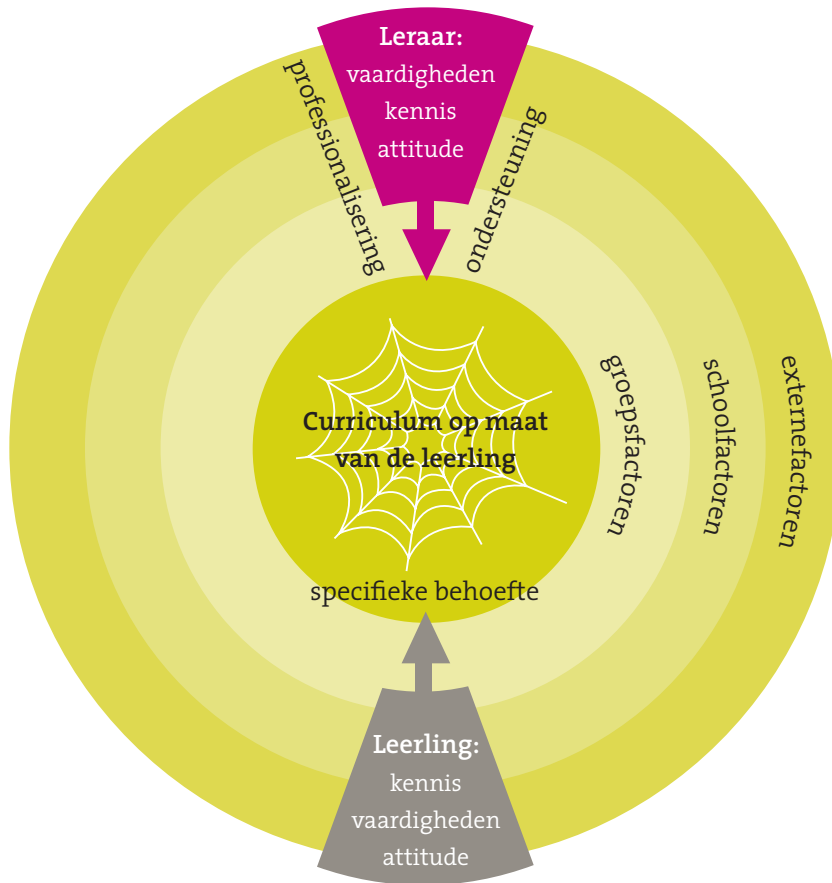 Leraar:
vaardigheden
kennis
attitude
professionalisering
ondersteuning
Curriculum op maat
van de leerling
specifieke behoefte
groepsfactoren
schoolfactoren
externefactoren
Leerling:
kennis
vaardigheden
attitude